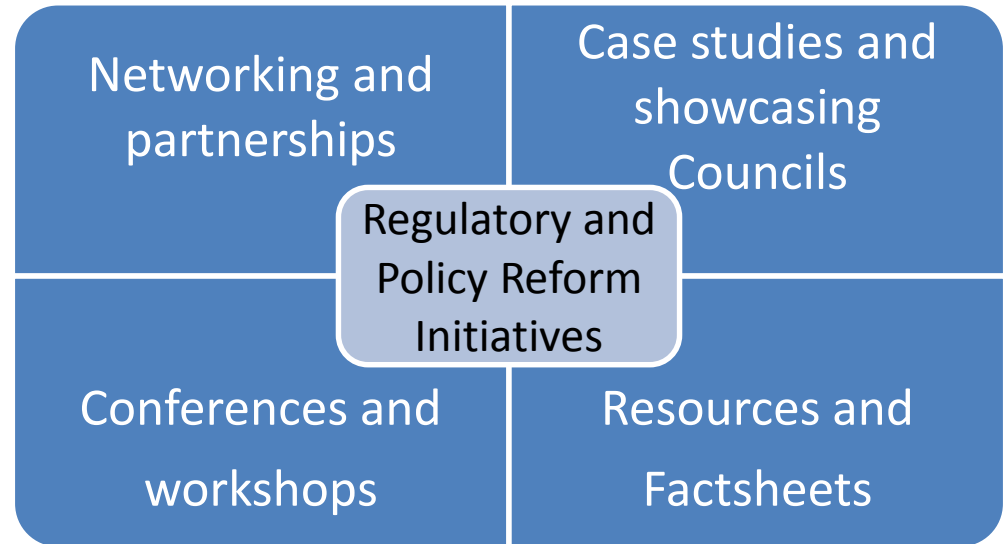 Networking and
partnerships
Case studies and
showcasing
Councils
Regulatory and
Policy Reform
Initiatives
Conferences and
workshops
Resources and
Factsheets